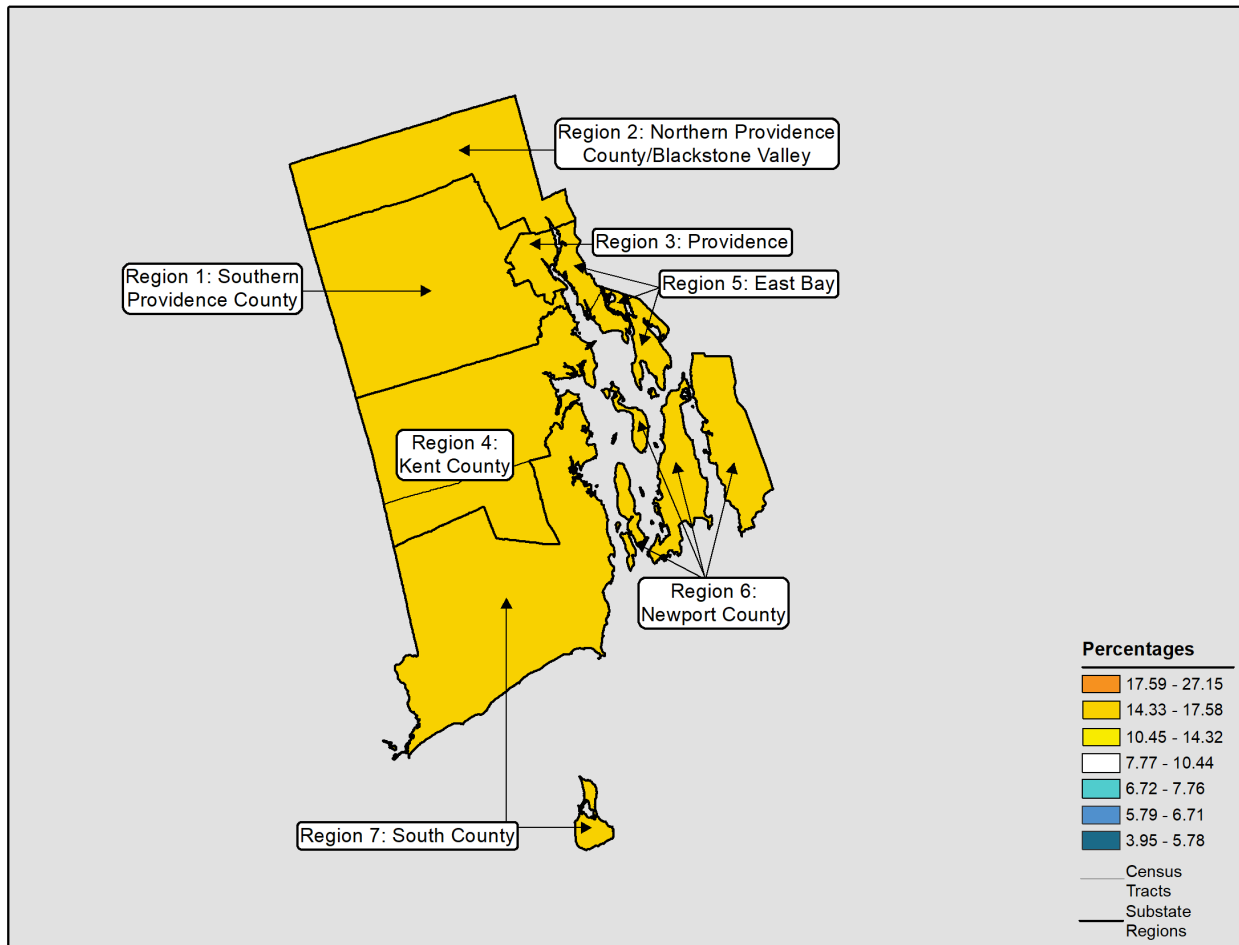 Region 2: Northern Providence
County/Blackstone Valley
Region 3: Providence
Region 1: Southern
Providence County
Region 5: East Bay
Region 4:
Kent County
Region 6:
Newport County
Region 7: South County
Percentages
17.59 - 27.15
14.33 - 17.58
10.45 - 14.32
7.77 - 10.44
6.72 - 7.76
5.79 - 6.71
3.95 - 5.78
Census
Tracts
Substate
Regions